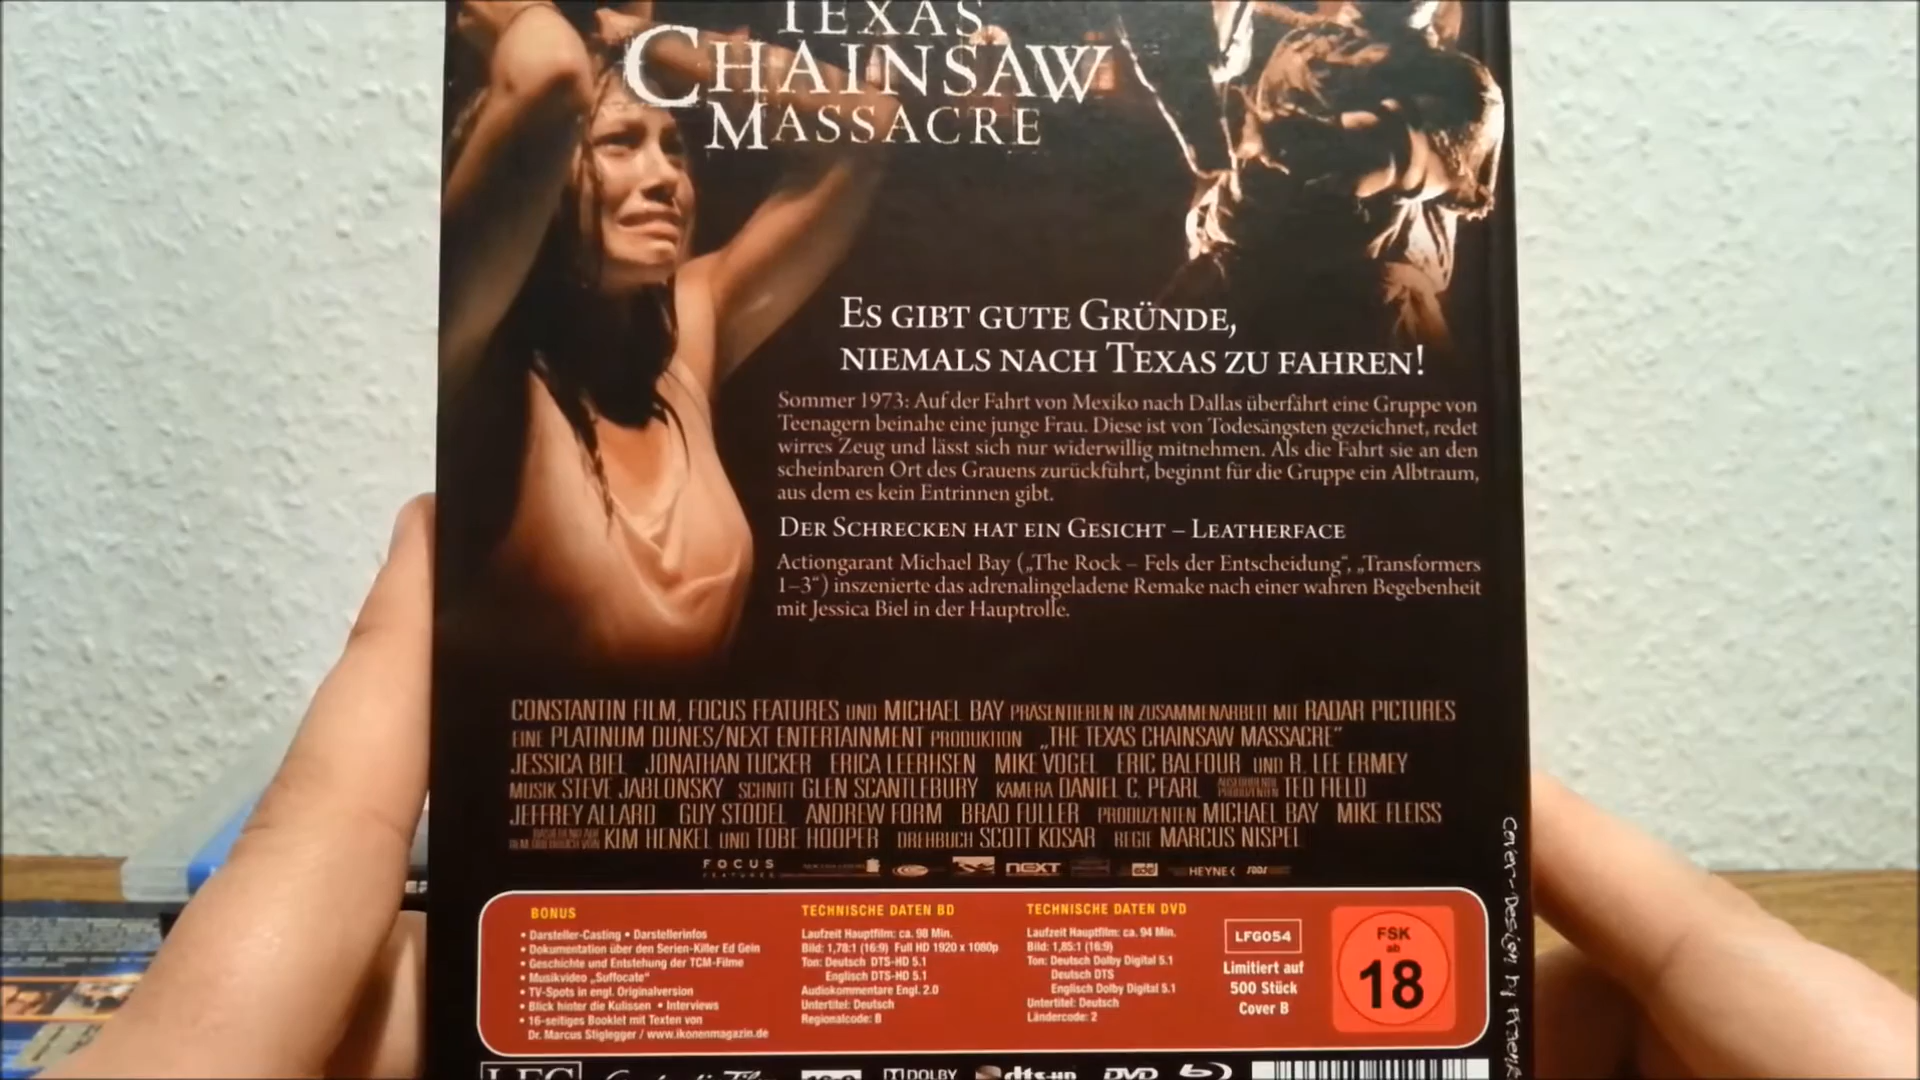 TEXAS
CHAINSAW
MASSACRE
ES GIBT GUTE GRÜNDE,
NIEMALS NACH TEXAS ZU FAHREN!
Sommer 1973: Auf der Fahrt von Mexiko nach Dallas überfährt eine Gruppe von
Teenagern beinahe eine junge Frau. Diese ist von Todesängsten gezeichnet, redet
wirres Zeug und lässt sich nur widerwillig mitnehmen. Als die Fahrt sie an den
scheinbaren Ort des Grauens zurückführt, beginnt für die Gruppe ein Albtraum,
aus dem es kein Entrinnen gibt.
DER SCHRECKEN HAT EIN GESICHT – LEATHERFACE
Actiongarant Michael Bay („The Rock – Fels der Entscheidung“, „Transformers
1–3“) inszenierte das adrenalingeladene Remake nach einer wahren Begebenheit
mit Jessica Biel in der Hauptrolle.
CONSTANTIN FILM, FOCUS FEATURES UND MICHAEL BAY PRÄSENTIEREN IN ZUSAMMENARBEIT MIT RADAR PICTURES
EINE PLATINUM DUNES/NEXT ENTERTAINMENT PRODUKTION „THE TEXAS CHAINSAW MASSACRE“
JESSICA BIEL JONATHAN TUCKER ERICA LEERHSEN MIKE VOGEL ERIC BALFOUR UND R. LEE ERMEY
MUSIK STEVE JABLONSKY SCHNITT GLEN SCANTLEBURY KAMERA DANIEL C. PEARL AUSFÜHRENDE PRODUZENTEN TED FIELD
JEFFREY ALLARD GUY STODEL ANDREW FORM BRAD FULLER PRODUZENTEN MICHAEL BAY MIKE FLEISS
KIM HENKEL UND TOBE HOOPER DREHBUCH SCOTT KOSAR REGIE MARCUS NISPEL
FOCUS FEATURES NEXT HEYNE<
BONUS
• Darsteller-Casting • Darstellerinfos
• Dokumentation über den Serien-Killer Ed Gein
• Geschichte und Entstehung der TCM-Filme
• Musikvideo „Suffocate“
• TV-Spots in engl. Originalversion
• Blick hinter die Kulissen • Interviews
• 16-seitiges Booklet mit Texten von
Dr. Marcus Stiglegger / www.ikonenmagazin.de
TECHNISCHE DATEN BD
Laufzeit Hauptfilm: ca. 98 Min.
Bild: 1,78:1 (16:9) Full HD 1920 x 1080p
Ton: Deutsch DTS-HD 5.1
Englisch DTS-HD 5.1
Audiokommentare Engl. 2.0
Untertitel: Deutsch
Regionalcode: B
TECHNISCHE DATEN DVD
Laufzeit Hauptfilm: ca. 94 Min.
Bild: 1,85:1 (16:9)
Ton: Deutsch Dolby Digital 5.1
Deutsch DTS
Englisch Dolby Digital 5.1
Untertitel: Deutsch
Ländercode: 2
LFG054
Limitiert auf
500 Stück
Cover B
FSK
ab
18
Cover-Design by
LFG DOLBY dts-HD DVD